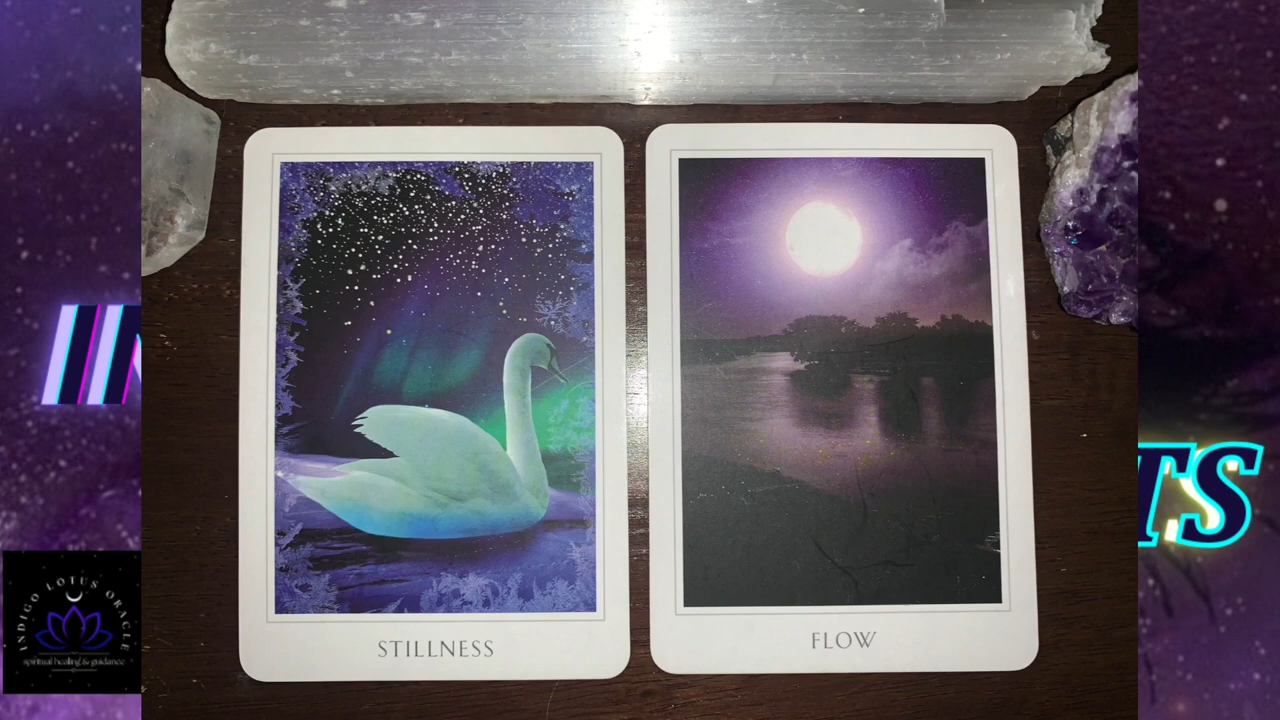 STILLNESS
FLOW
TS
INDIGO LOTUS ORACLE
spiritual healing & guidance